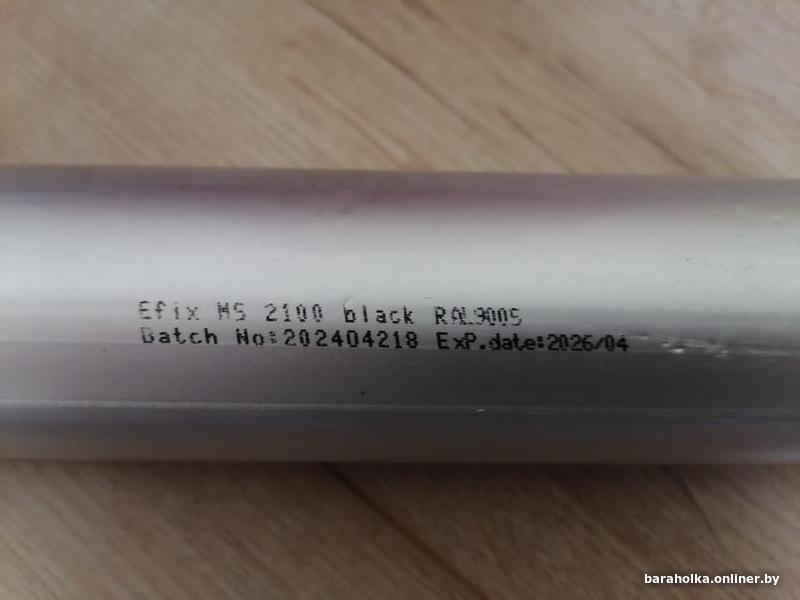 Efix MS 2100 black RAL9005
Batch No:202404218 ExP.date:2026/04
baraholka.onliner.by